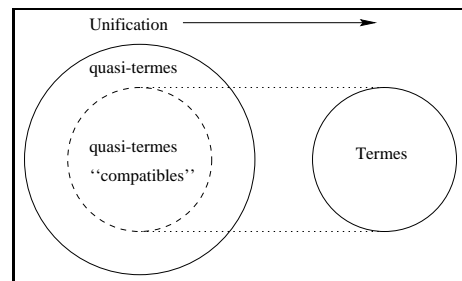 Unification
quasi-termes
quasi-termes
‘‘compatibles’’
Termes